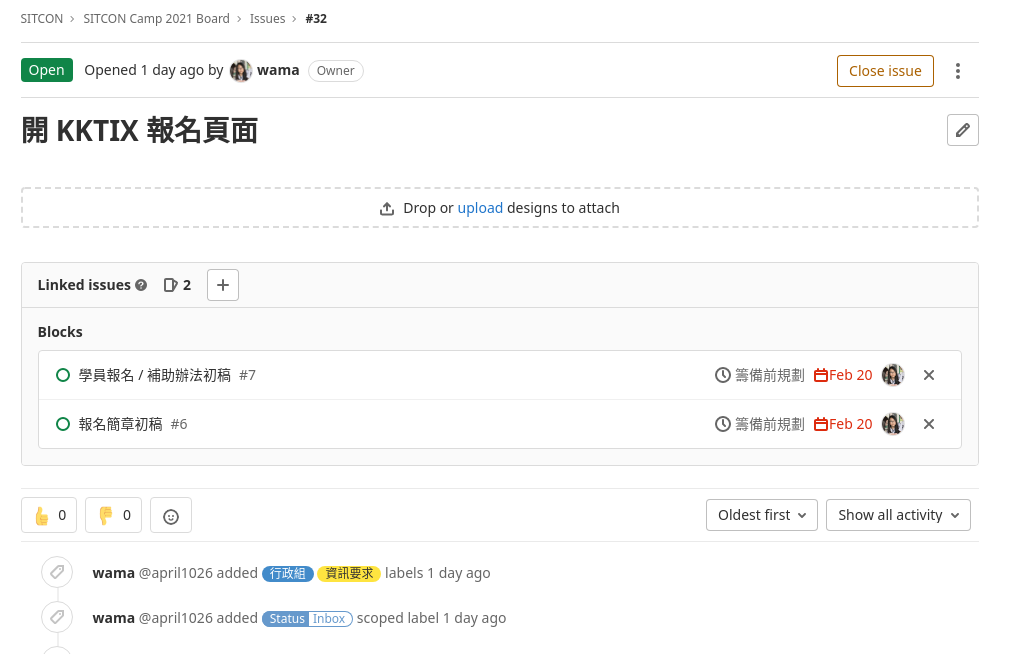 SITCON › SITCON Camp 2021 Board › Issues › #32
Open Opened 1 day ago by wama Owner Close issue
開 KKTIX 報名頁面
Drop or upload designs to attach
Linked issues ? 2 +
Blocks
學員報名 / 補助辦法初稿 #7 籌備前規劃 Feb 20
報名簡章初稿 #6 籌備前規劃 Feb 20
0 0 Oldest first Show all activity
wama @april1026 added 行政組 資訊要求 labels 1 day ago
wama @april1026 added Status Inbox scoped label 1 day ago